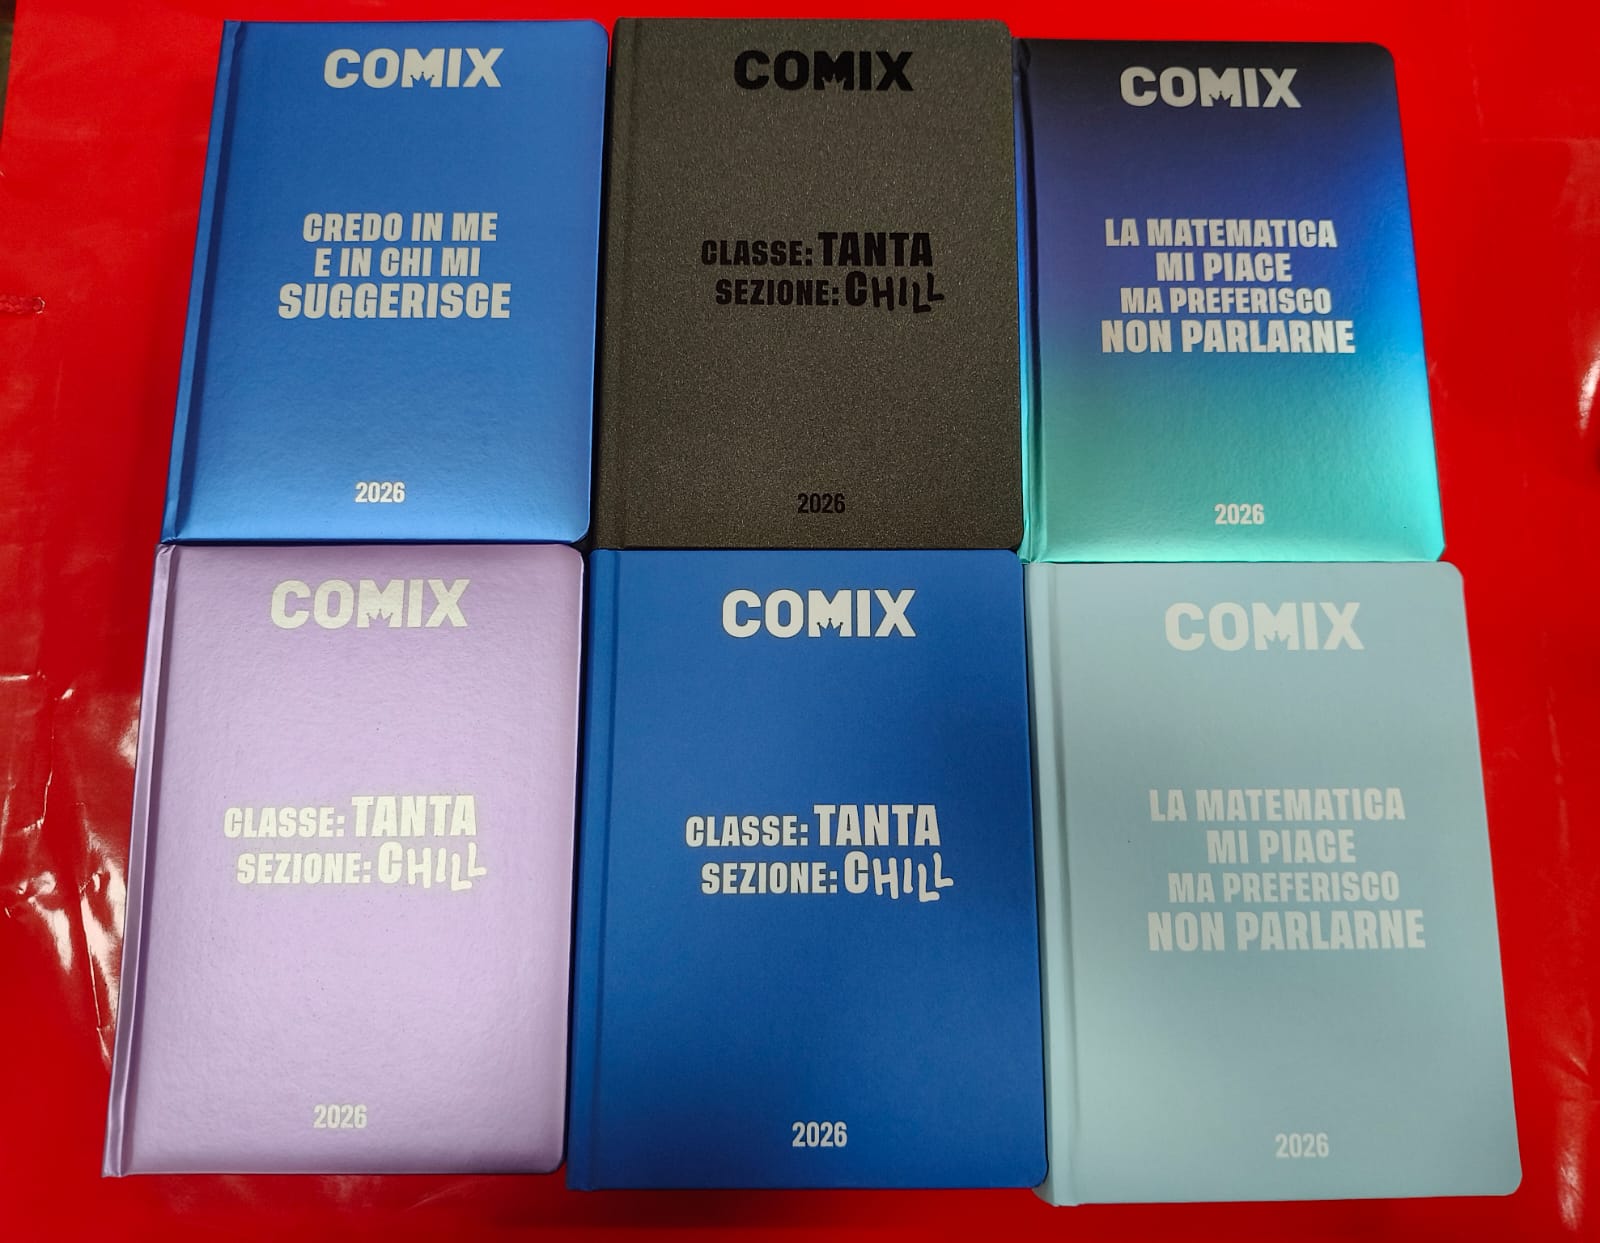 COMIX
CREDO IN ME
E IN CHI MI
SUGGERISCE
2026
COMIX
CLASSE: TANTA
SEZIONE: CHILL
2026
COMIX
LA MATEMATICA
MI PIACE
MA PREFERISCO
NON PARLARNE
2026
COMIX
CLASSE: TANTA
SEZIONE: CHILL
2026
COMIX
CLASSE: TANTA
SEZIONE: CHILL
2026
COMIX
LA MATEMATICA
MI PIACE
MA PREFERISCO
NON PARLARNE
2026